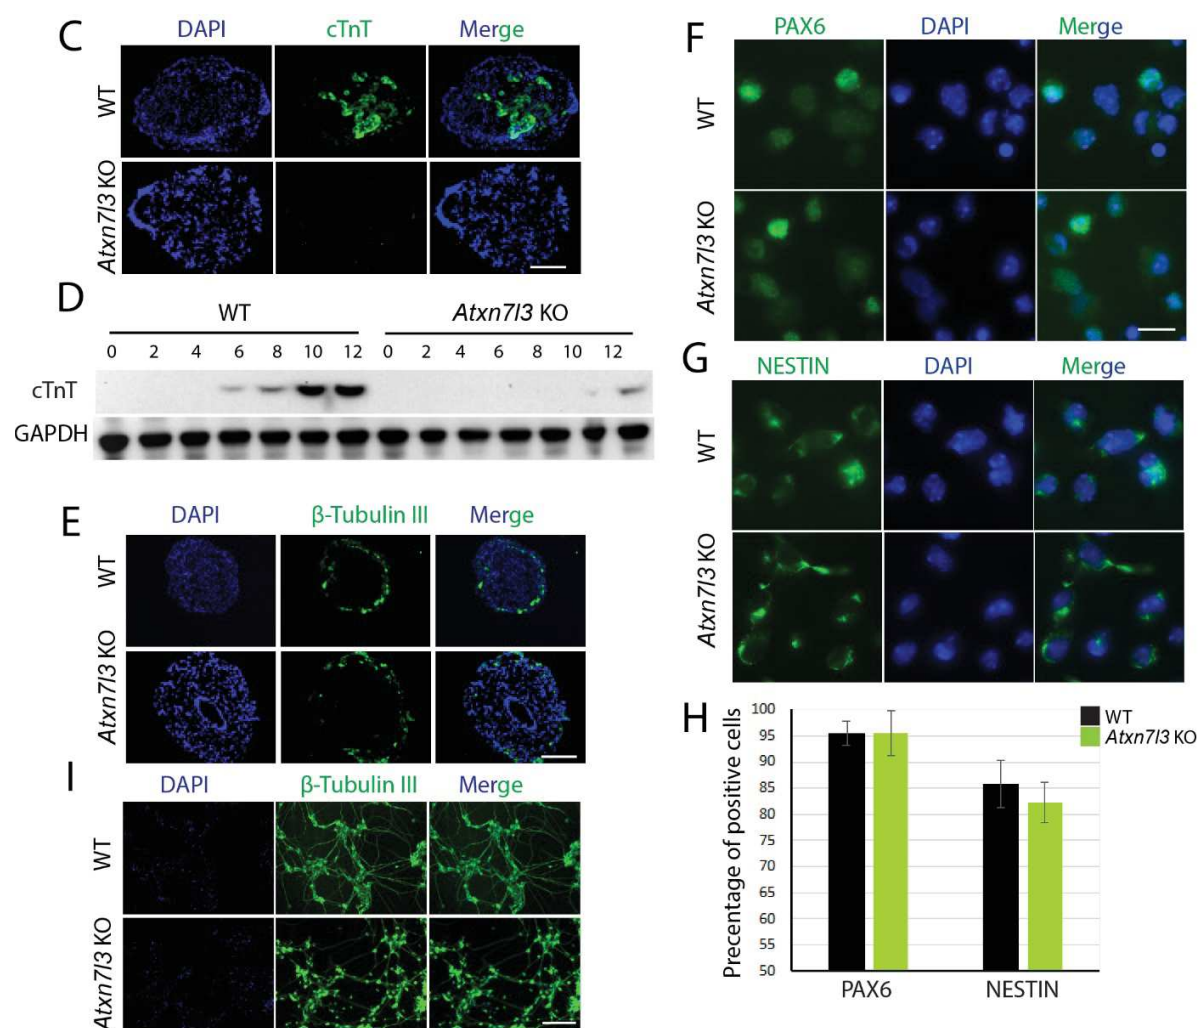 C
DAPI cTnT Merge
WT
Atxn7l3 KO
D
WT Atxn7l3 KO
0 2 4 6 8 10 12 0 2 4 6 8 10 12
cTnT
GAPDH
E
DAPI β-Tubulin III Merge
WT
Atxn7l3 KO
I
DAPI β-Tubulin III Merge
WT
Atxn7l3 KO
F
PAX6 DAPI Merge
WT
Atxn7l3 KO
G
NESTIN DAPI Merge
WT
Atxn7l3 KO
H
Precentage of positive cells
100
95
90
85
80
75
70
65
60
55
50
PAX6 NESTIN
WT
Atxn7l3 KO